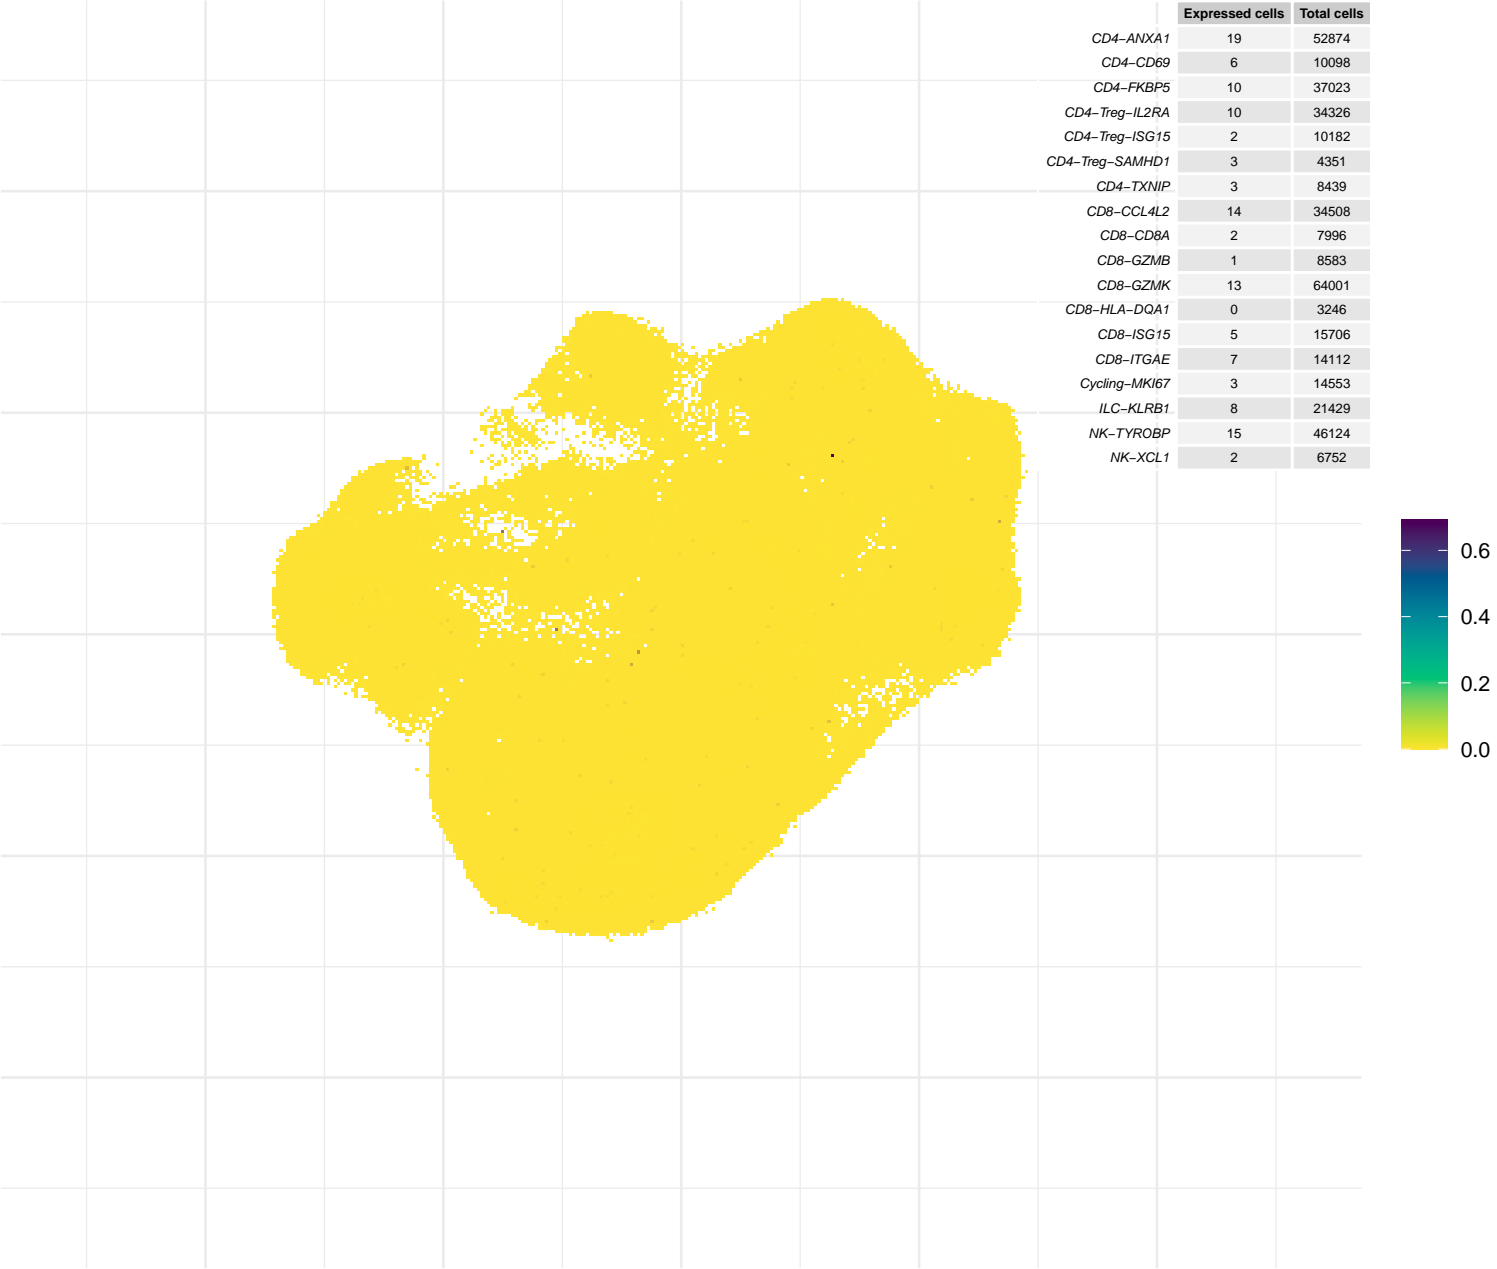 Expressed cells Total cells
CD4−ANXA1 19 52874
CD4−CD69 6 10098
CD4−FKBP5 10 37023
CD4−Treg−IL2RA 10 34326
CD4−Treg−ISG15 2 10182
CD4−Treg−SAMHD1 3 4351
CD4−TXNIP 3 8439
CD8−CCL4L2 14 34508
CD8−CD8A 2 7996
CD8−GZMB 1 8583
CD8−GZMK 13 64001
CD8−HLA−DQA1 0 3246
CD8−ISG15 5 15706
CD8−ITGAE 7 14112
Cycling−MKI67 3 14553
ILC−KLRB1 8 21429
NK−TYROBP 15 46124
NK−XCL1 2 6752
0.6
0.4
0.2
0.0